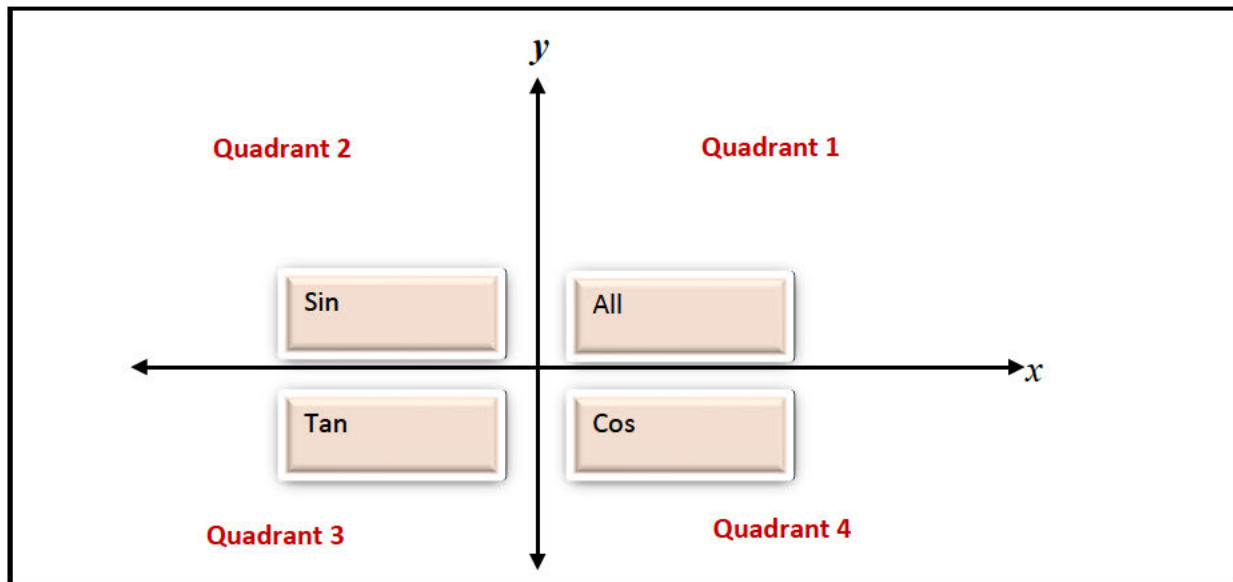 y
Quadrant 2
Quadrant 1
Sin
All
x
Tan
Cos
Quadrant 3
Quadrant 4